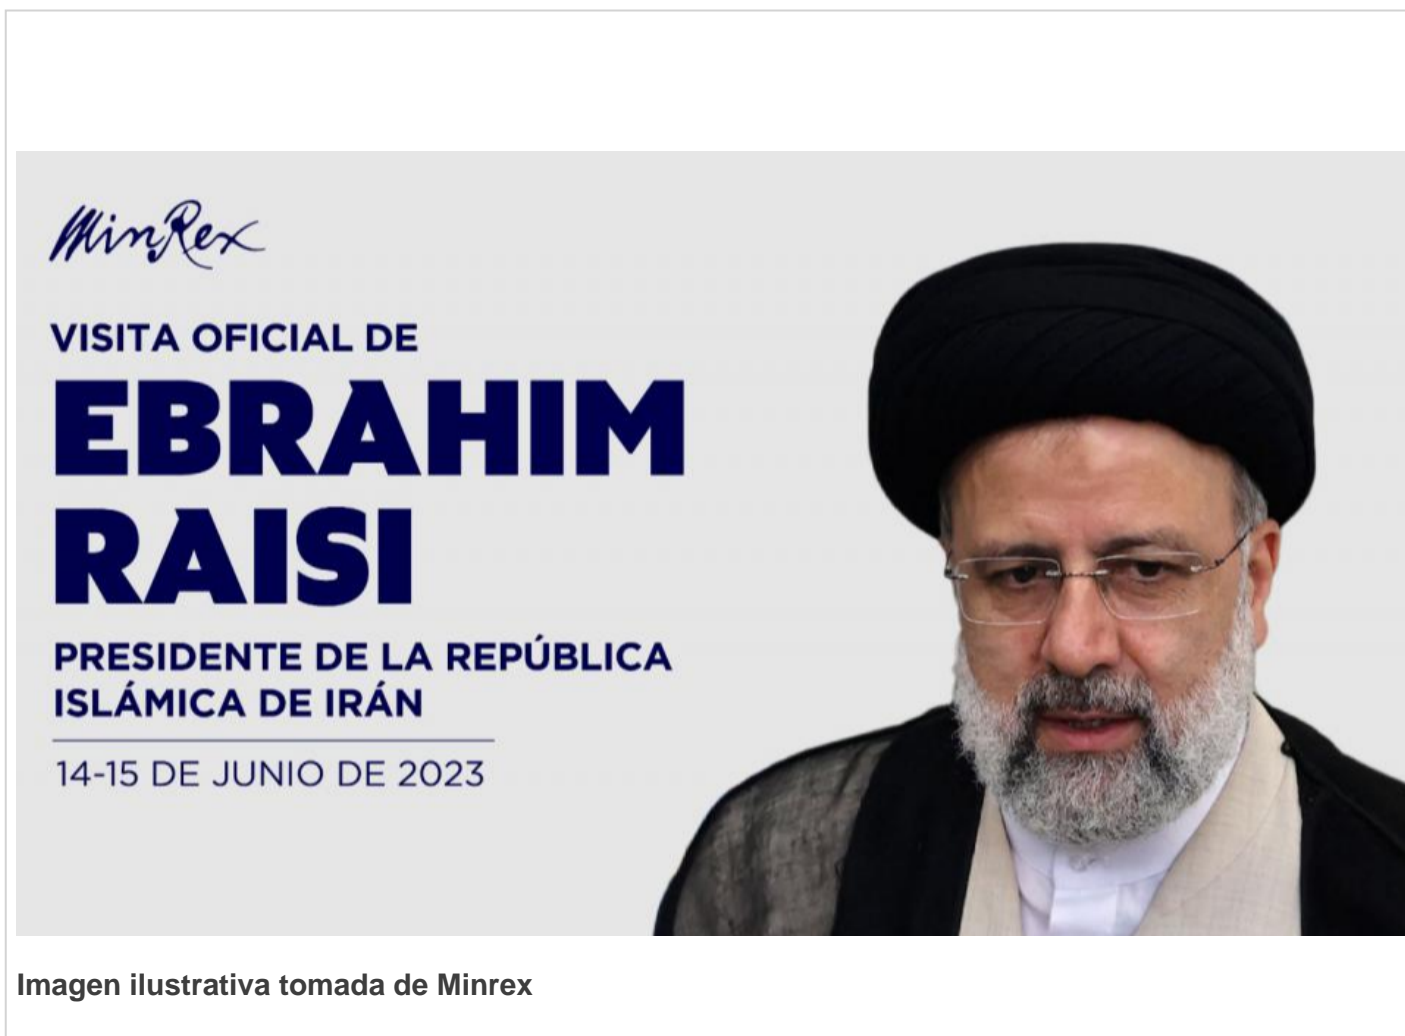 MinRex
VISITA OFICIAL DE
EBRAHIM
RAISI
PRESIDENTE DE LA REPÚBLICA
ISLÁMICA DE IRÁN
14-15 DE JUNIO DE 2023
Imagen ilustrativa tomada de Minrex